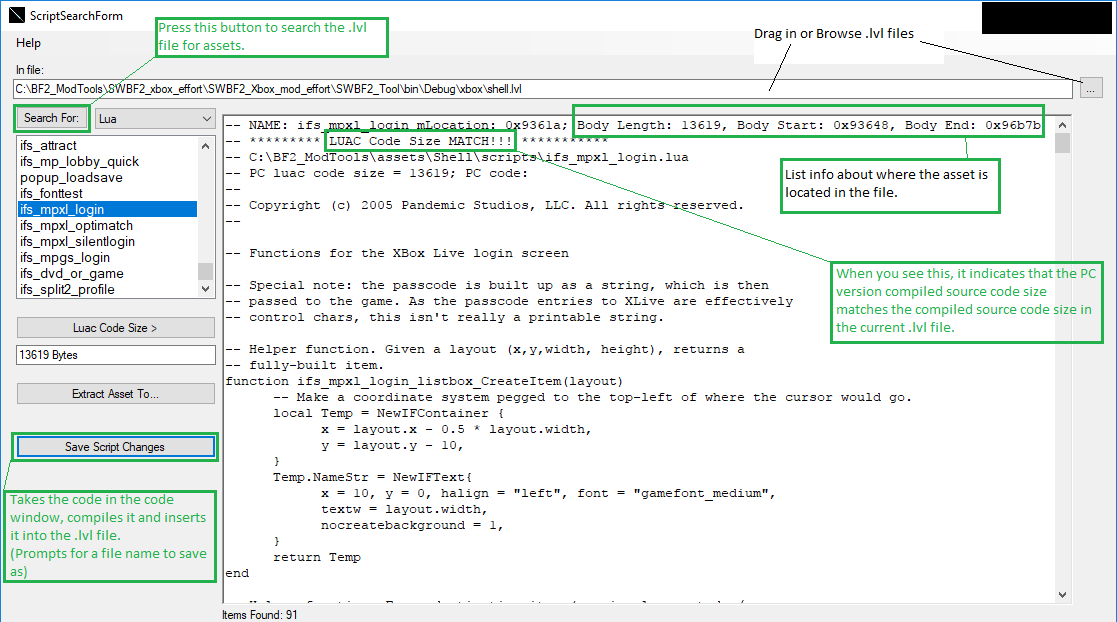 ScriptSearchForm
Help
Press this button to search the .lvl
file for assets.
Drag in or Browse .lvl files
In file:
C:\BF2_ModTools\SWBF2_xbox_effort\SWBF2_Xbox_mod_effort\SWBF2_Tool\bin\Debug\xbox\shell.lvl
...
Search For:
Lua
ifs_attract
ifs_mp_lobby_quick
popup_loadsave
ifs_fonttest
ifs_mpxl_login
ifs_mpxl_optimatch
ifs_mpxl_silentlogin
ifs_mpgs_login
ifs_dvd_or_game
ifs_split2_profile
Luac Code Size >
13619 Bytes
Extract Asset To...
Save Script Changes
Takes the code in the code
window, compiles it and inserts
it into the .lvl file.
(Prompts for a file name to save
as)
-- NAME: ifs_mpxl_login mLocation: 0x9361a; Body Length: 13619, Body Start: 0x93648, Body End: 0x96b7b
-- ********* LUAC Code Size MATCH!!! ***********
-- C:\BF2_ModTools\assets\Shell\scripts\ifs_mpxl_login.lua
-- PC luac code size = 13619; PC code:
--
-- Copyright (c) 2005 Pandemic Studios, LLC. All rights reserved.
--
-- Functions for the XBox Live login screen
-- Special note: the passcode is built up as a string, which is then
-- passed to the game. As the passcode entries to XLive are effectively
-- control chars, this isn't really a printable string.
-- Helper function. Given a layout (x,y,width, height), returns a
-- fully-built item.
function ifs_mpxl_login_listbox_CreateItem(layout)
-- Make a coordinate system pegged to the top-left of where the cursor would go.
local Temp = NewIFContainer {
x = layout.x - 0.5 * layout.width,
y = layout.y - 10,
}
Temp.NameStr = NewIFText{
x = 10, y = 0, halign = "left", font = "gamefont_medium",
textw = layout.width,
nocreatebackground = 1,
}
return Temp
end
List info about where the asset is
located in the file.
When you see this, it indicates that the PC
version compiled source code size
matches the compiled source code size in
the current .lvl file.
Items Found: 91